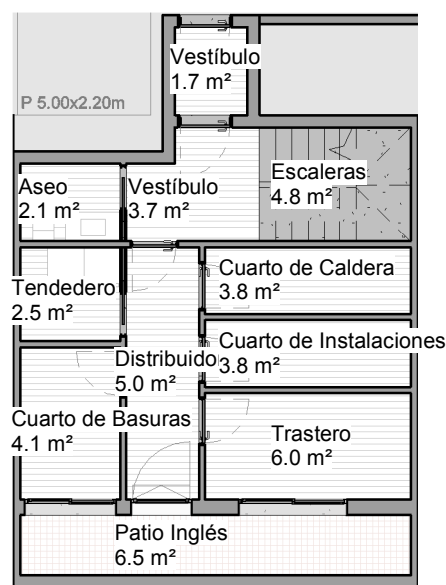 Vestíbulo
1.7 m²
P 5.00x2.20m
Aseo
2.1 m²
Vestíbulo
3.7 m²
Escaleras
4.8 m²
Tendedero
2.5 m²
Cuarto de Caldera
3.8 m²
Cuarto de Instalaciones
3.8 m²
Distribuido
5.0 m²
Cuarto de Basuras
4.1 m²
Trastero
6.0 m²
Patio Inglés
6.5 m²